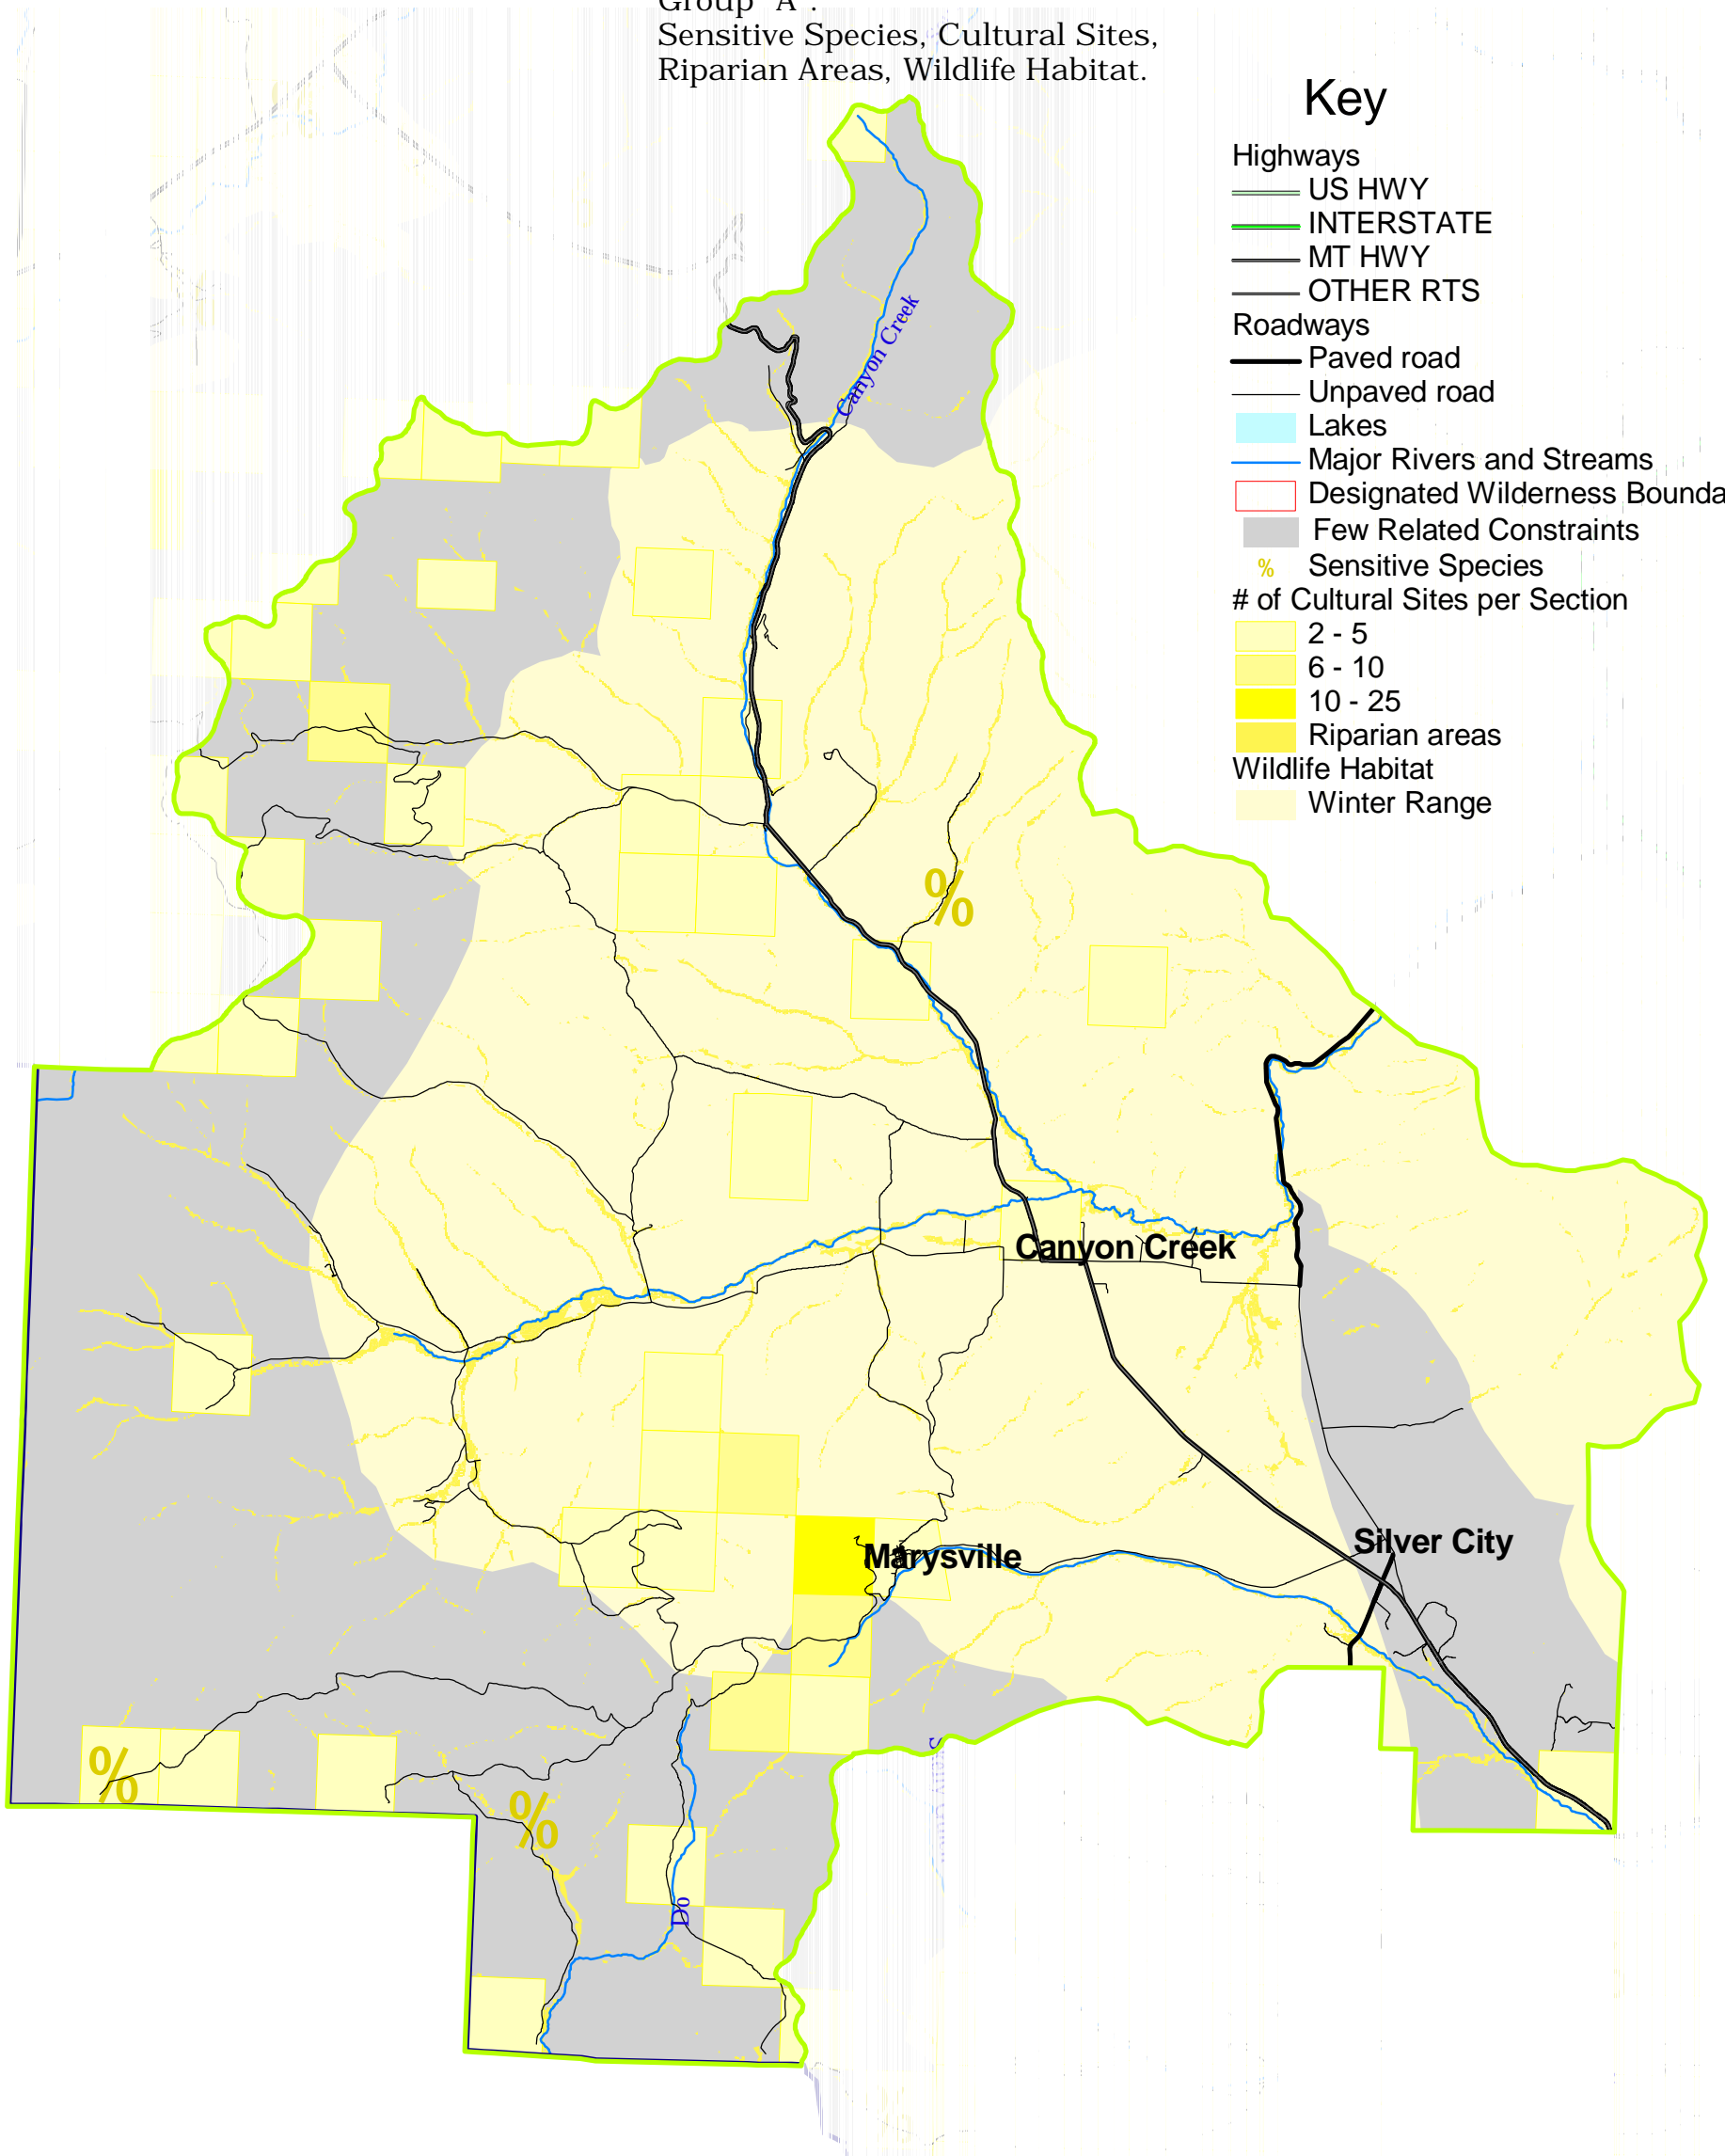 Group "A":
Sensitive Species, Cultural Sites,
Riparian Areas, Wildlife Habitat.
Key
Highways
US HWY
INTERSTATE
MT HWY
OTHER RTS
Roadways
Paved road
Unpaved road
Lakes
Major Rivers and Streams
Designated Wilderness Bounda
Few Related Constraints
% Sensitive Species
# of Cultural Sites per Section
2 - 5
6 - 10
10 - 25
Riparian areas
Wildlife Habitat
Winter Range
Canyon Creek
%
Canyon Creek
Marysville
Silver City
%
%
Do